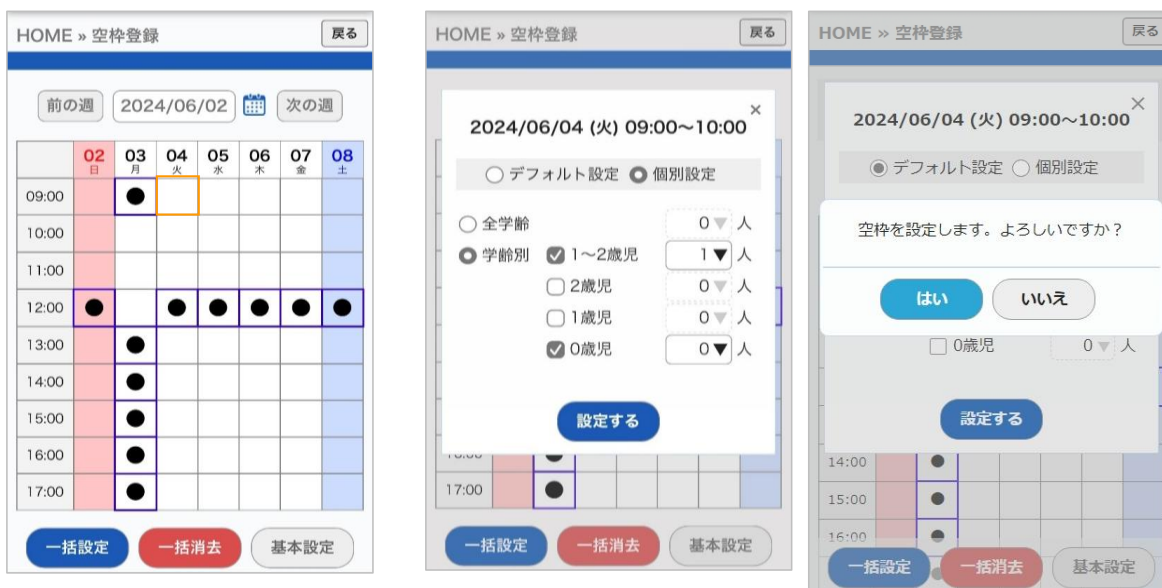 HOME » 空枠登録 戻る
前の週 2024/06/02 次の週
02 03 04 05 06 07 08
日 月 火 水 木 金 土
09:00 ●
10:00
11:00
12:00 ● ● ● ● ● ●
13:00 ●
14:00 ●
15:00 ●
16:00 ●
17:00 ●
一括設定 一括消去 基本設定
HOME » 空枠登録 戻る
×
2024/06/04 (火) 09:00〜10:00
デフォルト設定 個別設定
全学齢 0▼ 人
学齢別 1〜2歳児 1▼ 人
2歳児 0▼ 人
1歳児 0▼ 人
0歳児 0▼ 人
設定する
17:00 ●
一括設定 一括消去 基本設定
HOME » 空枠登録 戻る
×
2024/06/04 (火) 09:00〜10:00
デフォルト設定 個別設定
空枠を設定します。よろしいですか？
はい いいえ
0歳児 0▼ 人
設定する
14:00 ●
15:00 ●
16:00 ●
一括設定 一括消去 基本設定